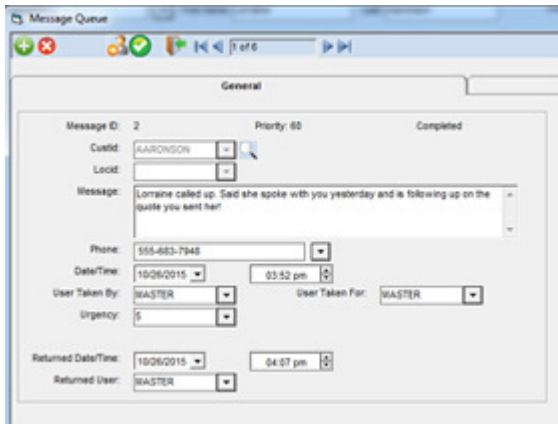 Message Queue
1 of 6
General
Message ID: 2 Priority: 60 Completed
Custid: AARONSON
Locid:
Message: Lorraine called up. Said she spoke with you yesterday and is following up on the
quote you sent her!
Phone: 555-683-7948
Date/Time: 10/26/2015 03:52 pm
User Taken By: MASTER User Taken For: MASTER
Urgency: 5
Returned Date/Time: 10/26/2015 04:07 pm
Returned User: MASTER